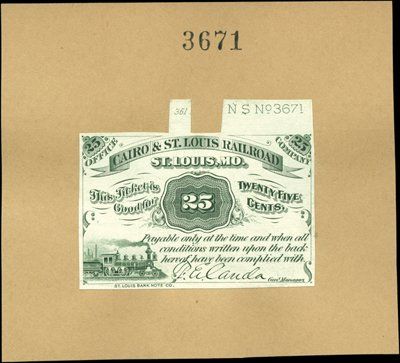 3671
361
N S Nº3671
25 25
OFFICE COMPANY
CAIRO & ST. LOUIS RAILROAD
ST. LOUIS, MO.
This Ticket is Good for 25 TWENTY FIVE CENTS.
Payable only at the time and when all
conditions written upon the back
hereof, have been complied with.
Genl. Manager
ST. LOUIS BANK NOTE CO.